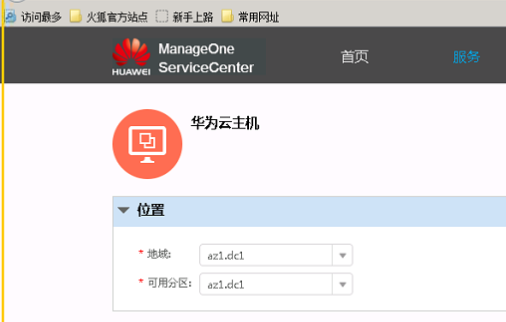 访问最多 火狐官方站点 新手上路 常用网址
HUAWEI ManageOne ServiceCenter 首页 服务
华为云主机
位置
* 地域: az1.dc1
* 可用分区: az1.dc1